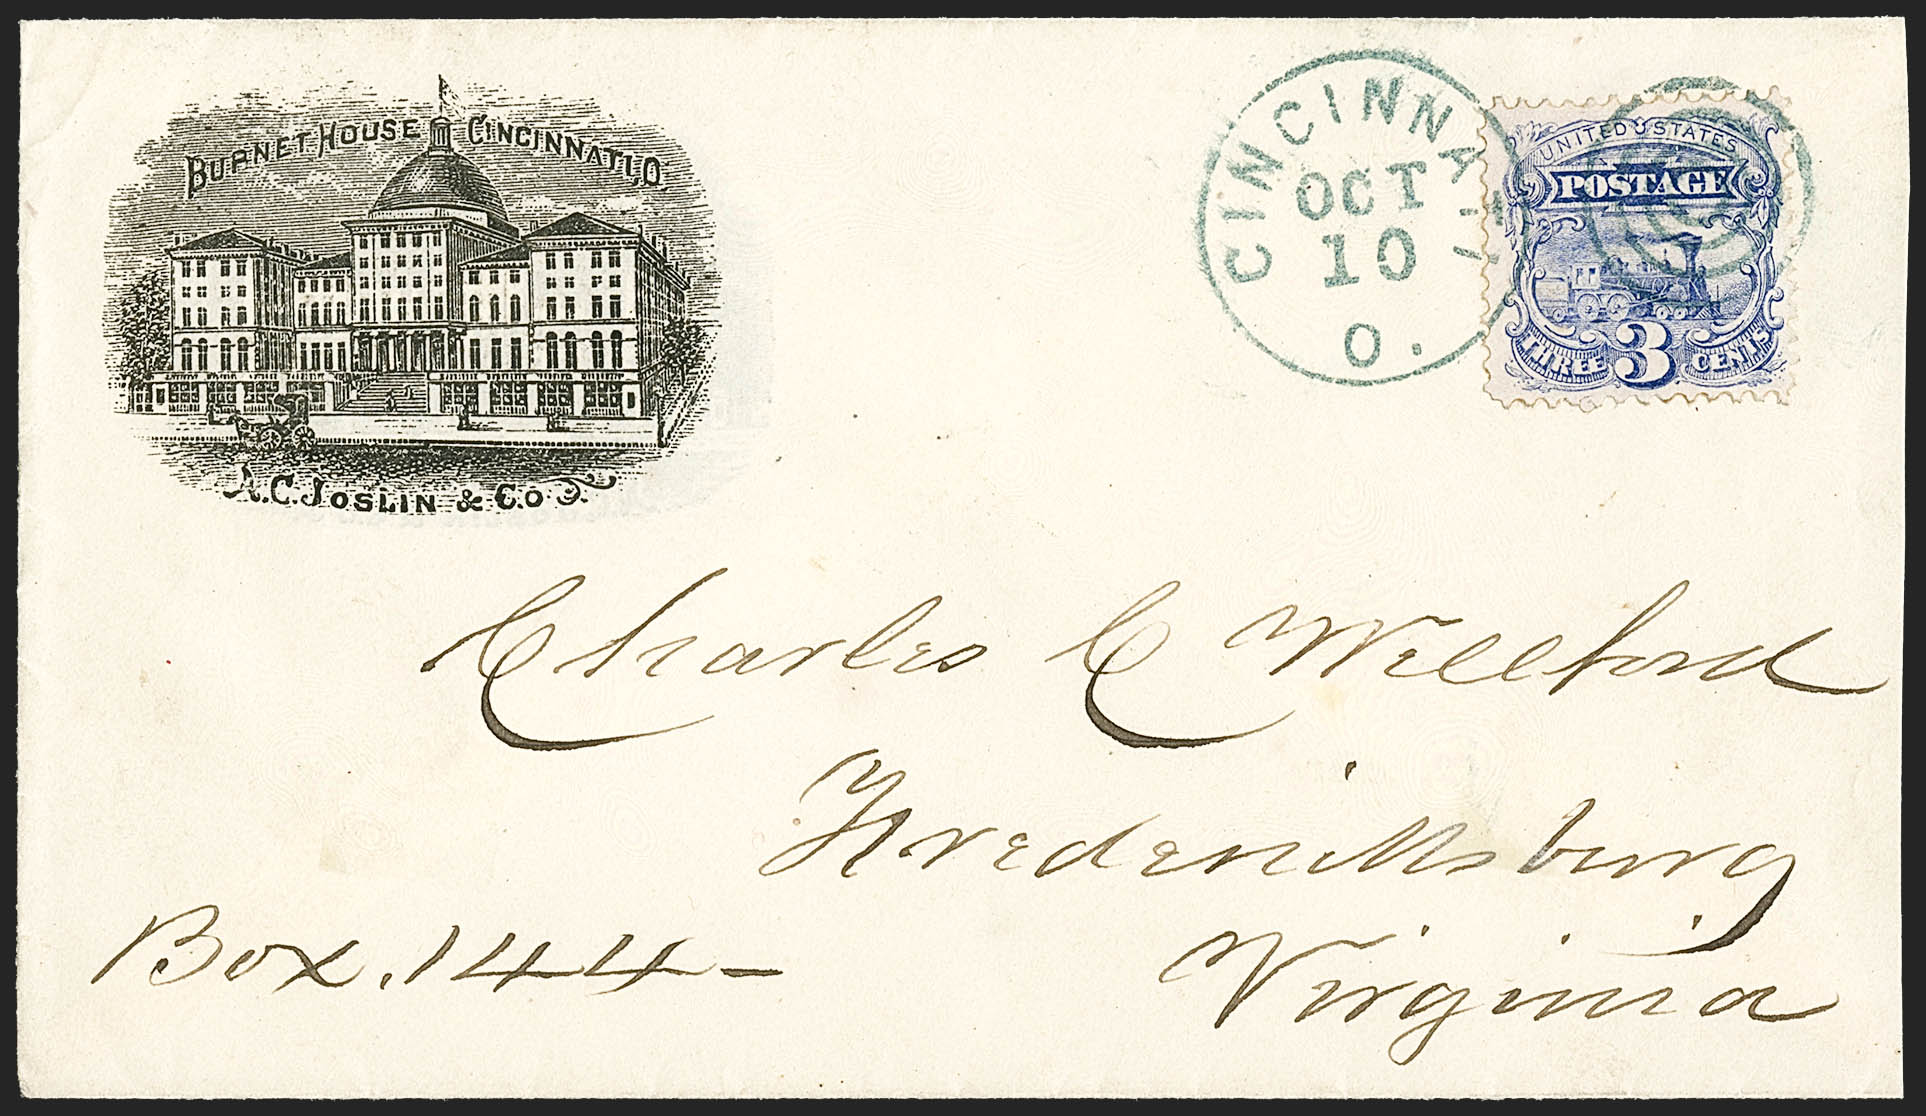 BURNET HOUSE CINCINNATI, O.
A. C. JOSLIN & CO.
CINCINNATI
OCT
10
O.
UNITED STATES
POSTAGE
THREE 3 CENTS
Charles C Wellford
Fredericksburg
Box. 144-
Virginia